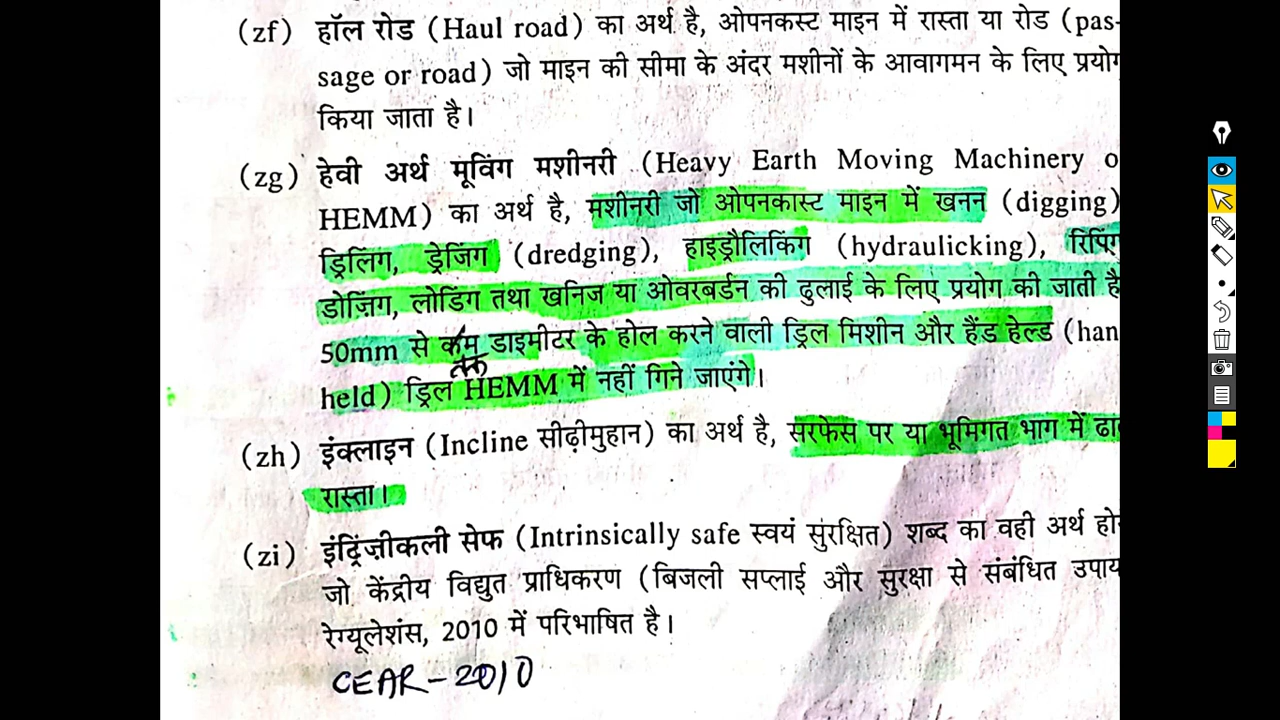 (zf) हॉल रोड (Haul road) का अर्थ है, ओपनकस्ट माइन में रास्ता या रोड (pas-
sage or road) जो माइन की सीमा के अंदर मशीनों के आवागमन के लिए प्रयोग
किया जाता है।
(zg) हेवी अर्थ मूविंग मशीनरी (Heavy Earth Moving Machinery o
HEMM) का अर्थ है, मशीनरी जो ओपनकास्ट माइन में खनन (digging)
ड्रिलिंग, ड्रेजिंग (dredging), हाइड्रौलिकिंग (hydraulicking), रिपिंग
डोज़िग, लोडिंग तथा खनिज या ओवरबर्डन की ढुलाई के लिए प्रयोग की जाती है
50mm से कम डाइमीटर के होल करने वाली ड्रिल मिशीन और हैंड हेल्ड (han
तक
held) ड्रिल HEMM में नहीं गिने जाएंगे।
(zh) इंक्लाइन (Incline सीढ़ीमुहान) का अर्थ है, सरफेस पर या भूमिगत भाग में ढा
रास्ता।
(zi) इंट्रिंज़ीकली सेफ (Intrinsically safe स्वयं सुरक्षित) शब्द का वही अर्थ हो
जो केंद्रीय विद्युत प्राधिकरण (बिजली सप्लाई और सुरक्षा से संबंधित उपाय
रेग्यूलेशंस, 2010 में परिभाषित है।
CEAR-2010